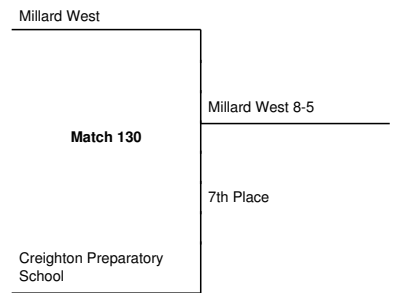 Millard West
Millard West 8-5
Match 130
7th Place
Creighton Preparatory
School